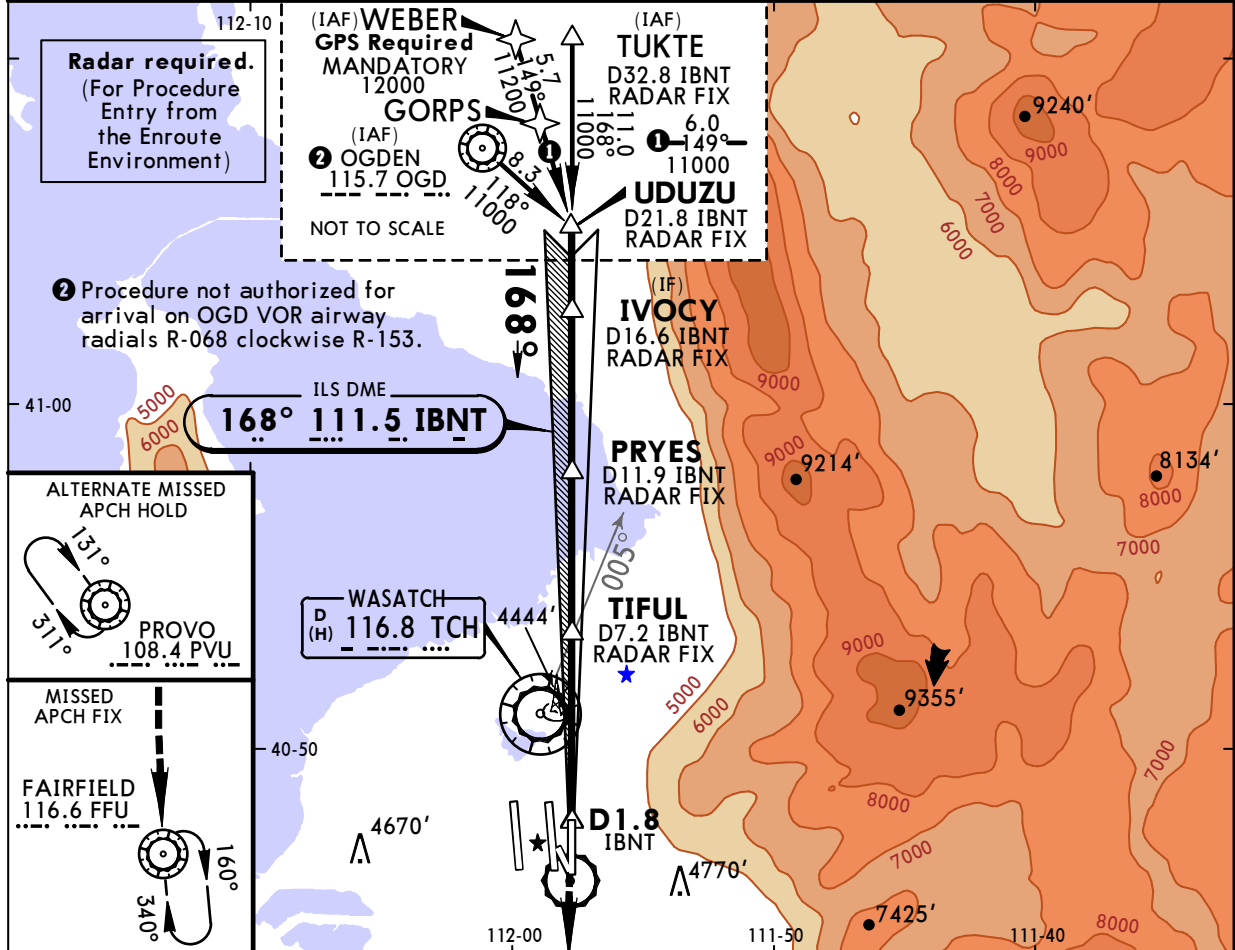 112-10
Radar required.
(For Procedure
Entry from
the Enroute
Environment)
(IAF) WEBER
GPS Required
MANDATORY
12000
5.7
149°
11200
GORPS
(IAF)
2 OGDEN
115.7 OGD
NOT TO SCALE
8.3
118°
11000
1
(IAF)
TUKTE
D32.8 IBNT
RADAR FIX
11.0
168°
11000
6.0
1 149°
11000
UDUZU
D21.8 IBNT
RADAR FIX
9240'
9000
8000
7000
6000
2 Procedure not authorized for
arrival on OGD VOR airway
radials R-068 clockwise R-153.
168°
(IF)
IVOCY
D16.6 IBNT
RADAR FIX
9000
41-00
5000
6000
ILS DME
168° 111.5 IBNT
PRYES
D11.9 IBNT
RADAR FIX
9000
9214'
8134'
8000
7000
ALTERNATE MISSED
APCH HOLD
131°
311°
PROVO
108.4 PVU
005°
WASATCH
D
(H) 116.8 TCH
4444'
TIFUL
D7.2 IBNT
RADAR FIX
9000
9355'
5000
6000
7000
8000
MISSED
APCH FIX
FAIRFIELD
116.6 FFU
160°
340°
40-50
4670'
D1.8
IBNT
4770'
7000
7425'
8000
112-00
111-50
111-40